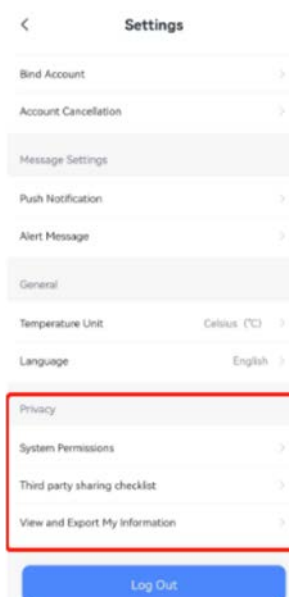 Settings
Bind Account
Account Cancellation
Message Settings
Push Notification
Alert Message
General
Temperature Unit Celsius (℃)
Language English
Privacy
System Permissions
Third party sharing checklist
View and Export My Information
Log Out